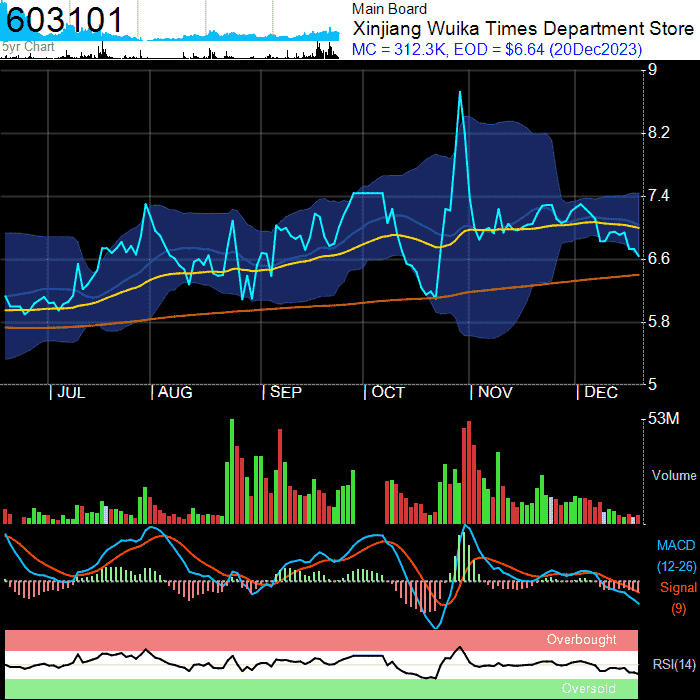 603101
Main Board
Xinjiang Wuika Times Department Store
MC = 312.3K, EOD = $6.64 (20Dec2023)
5yr Chart
9
8.2
7.4
6.6
5.8
5
| JUL | AUG | SEP | OCT | NOV | DEC
53M
Volume
MACD
(12-26)
Signal
(9)
Overbought
RSI(14)
Oversold